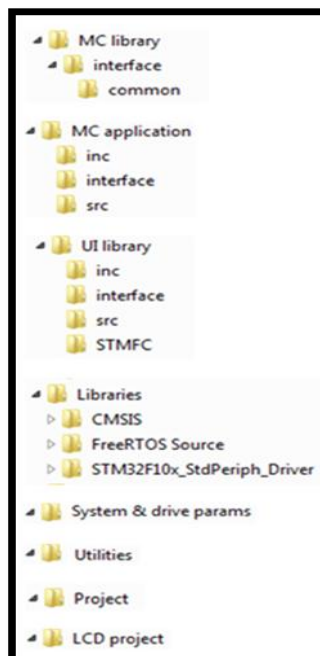 MC library
interface
common
MC application
inc
interface
src
UI library
inc
interface
src
STMFC
Libraries
CMSIS
FreeRTOS Source
STM32F10x_StdPeriph_Driver
System & drive params
Utilities
Project
LCD project